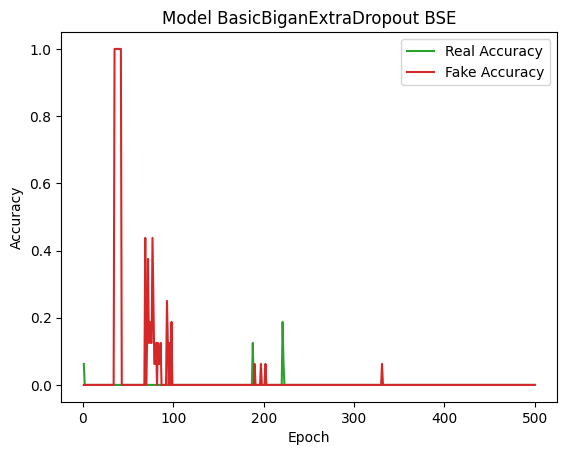 Model BasicBiganExtraDropout BSE
Real Accuracy
Fake Accuracy
1.0
0.8
0.6
0.4
0.2
0.0
Accuracy
0
100
200
300
400
500
Epoch